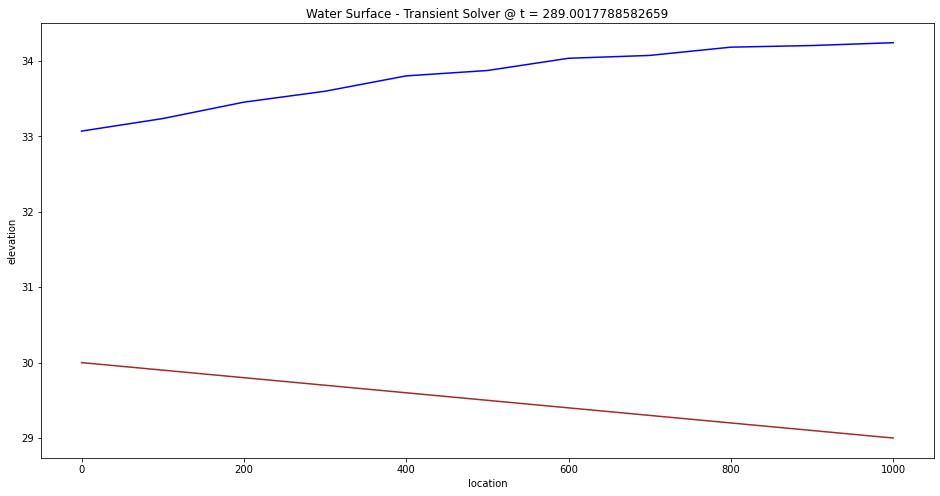 Water Surface - Transient Solver @ t = 289.0017788582659
34
33
32
31
30
29
elevation
0 200 400 600 800 1000
location